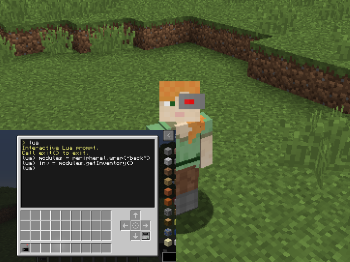 > lua
Interactive Lua prompt.
Call exit() to exit.
lua> modules = peripheral.wrap("back")
lua> inv = modules.getInventory()
lua>